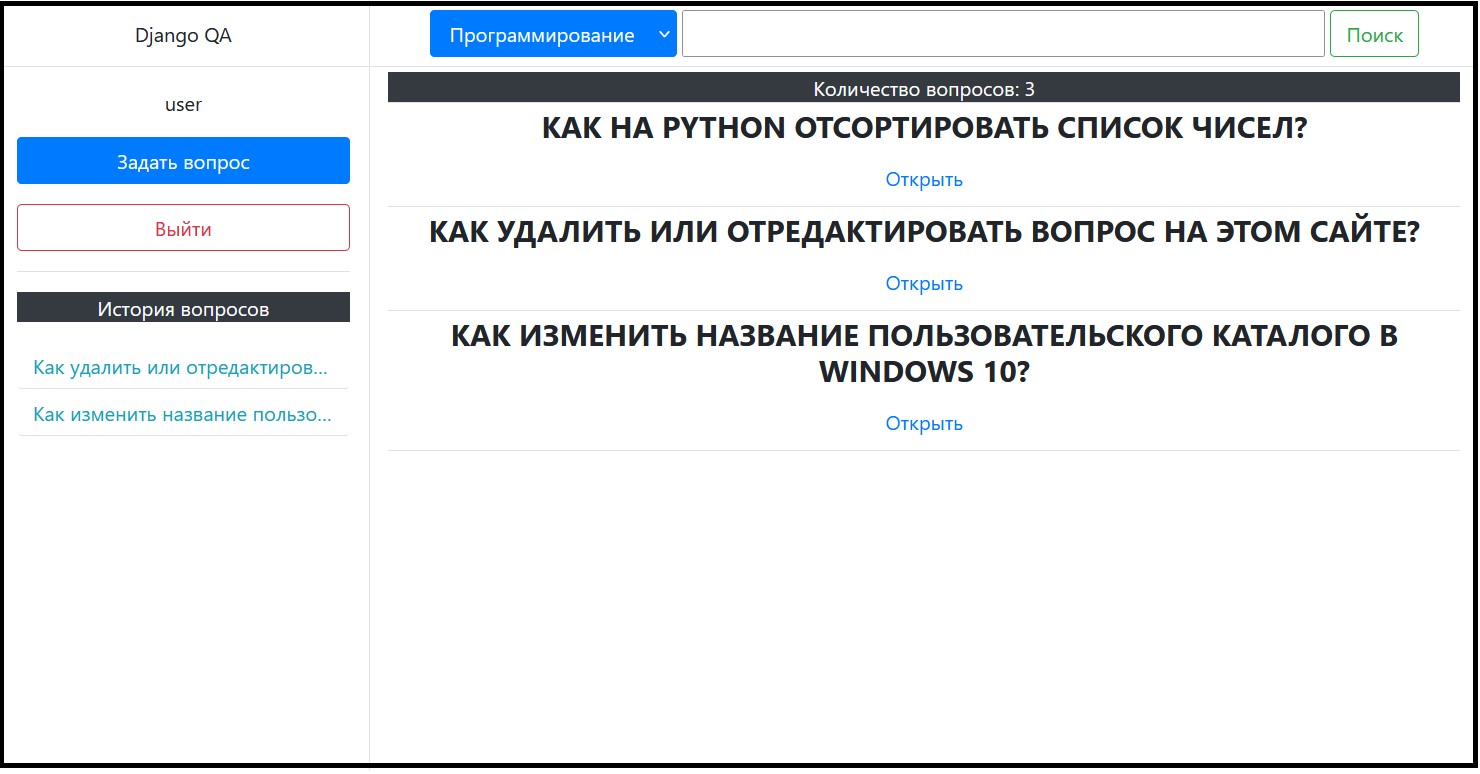 Django QA
Программирование
Поиск
user
Задать вопрос
Выйти
История вопросов
Как удалить или отредактиров...
Как изменить название пользо...
Количество вопросов: 3
КАК НА PYTHON ОТСОРТИРОВАТЬ СПИСОК ЧИСЕЛ?
Открыть
КАК УДАЛИТЬ ИЛИ ОТРЕДАКТИРОВАТЬ ВОПРОС НА ЭТОМ САЙТЕ?
Открыть
КАК ИЗМЕНИТЬ НАЗВАНИЕ ПОЛЬЗОВАТЕЛЬСКОГО КАТАЛОГО В
WINDOWS 10?
Открыть